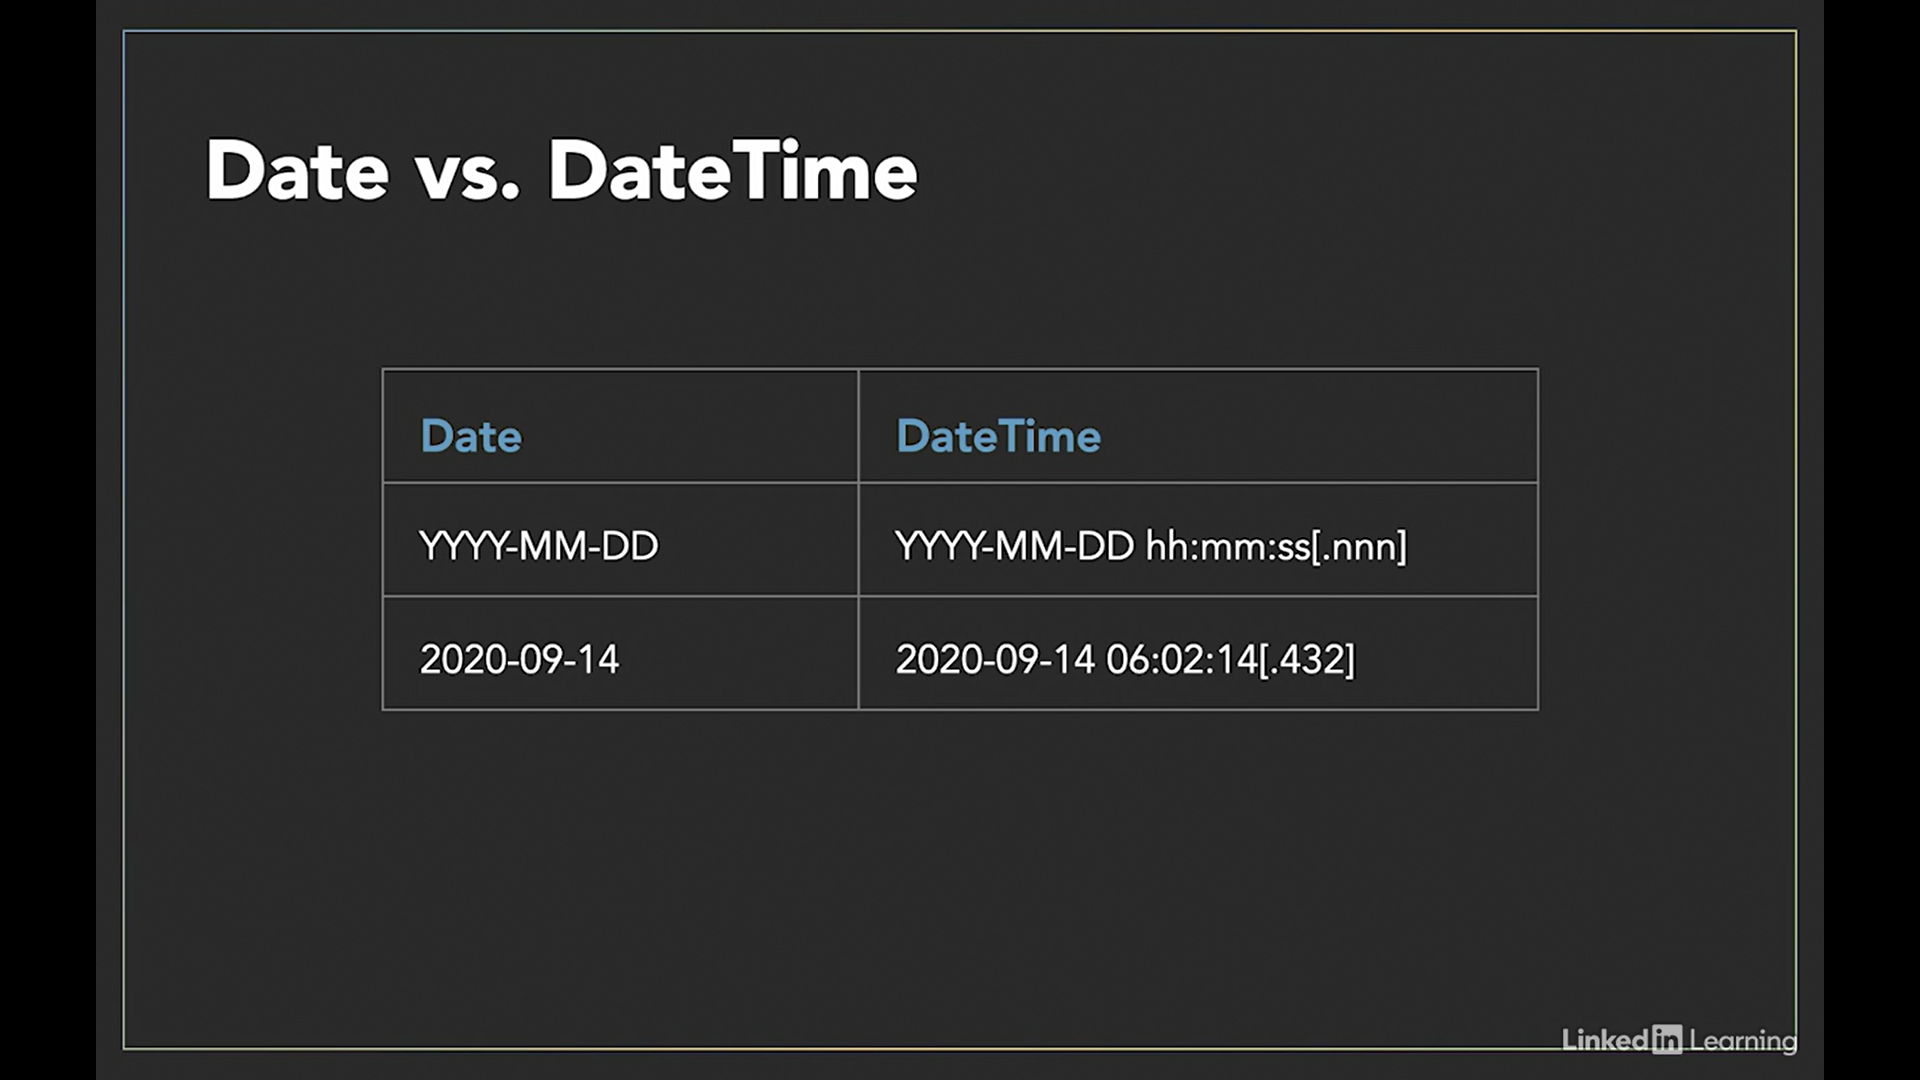 Date vs. DateTime
Date DateTime
YYYY-MM-DD YYYY-MM-DD hh:mm:ss[.nnn]
2020-09-14 2020-09-14 06:02:14[.432]
Linked in Learning